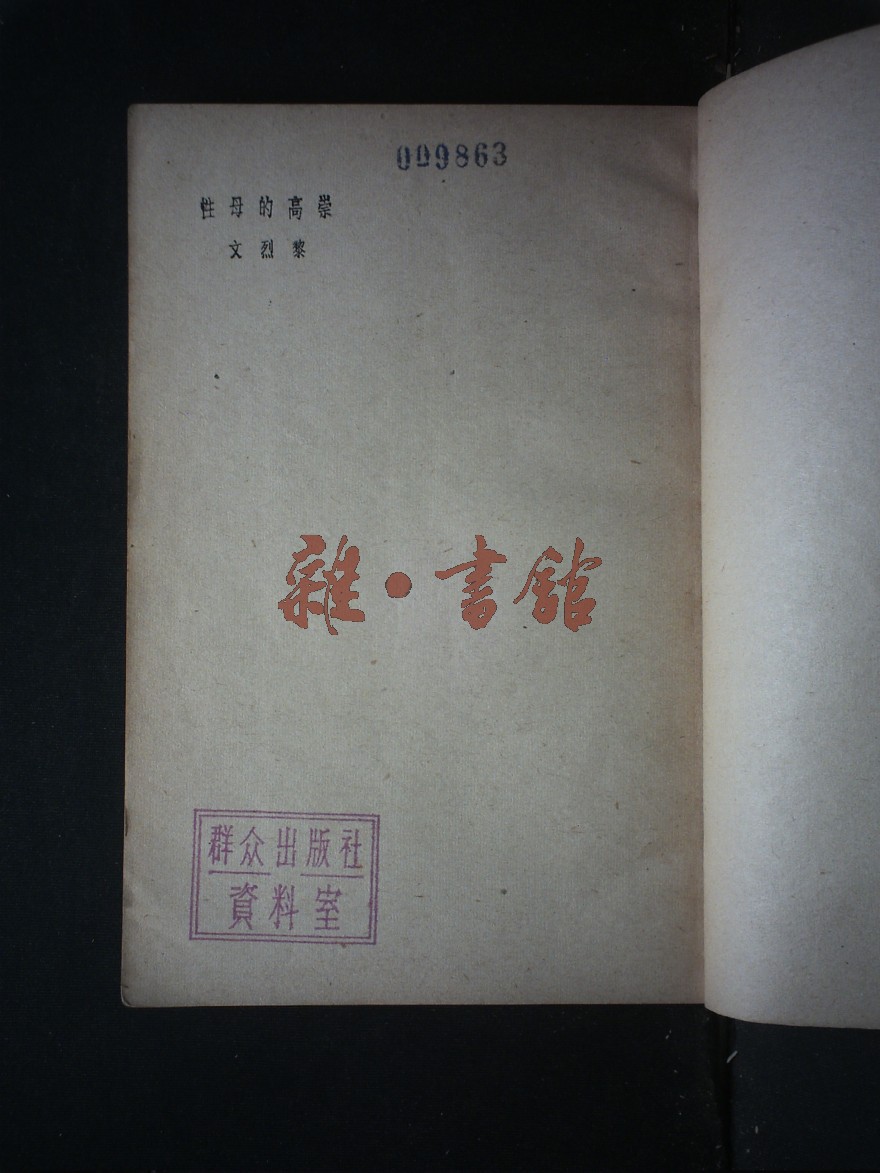 009863
崇高的母性
黎烈文
雜·書館
群众出版社
資料室